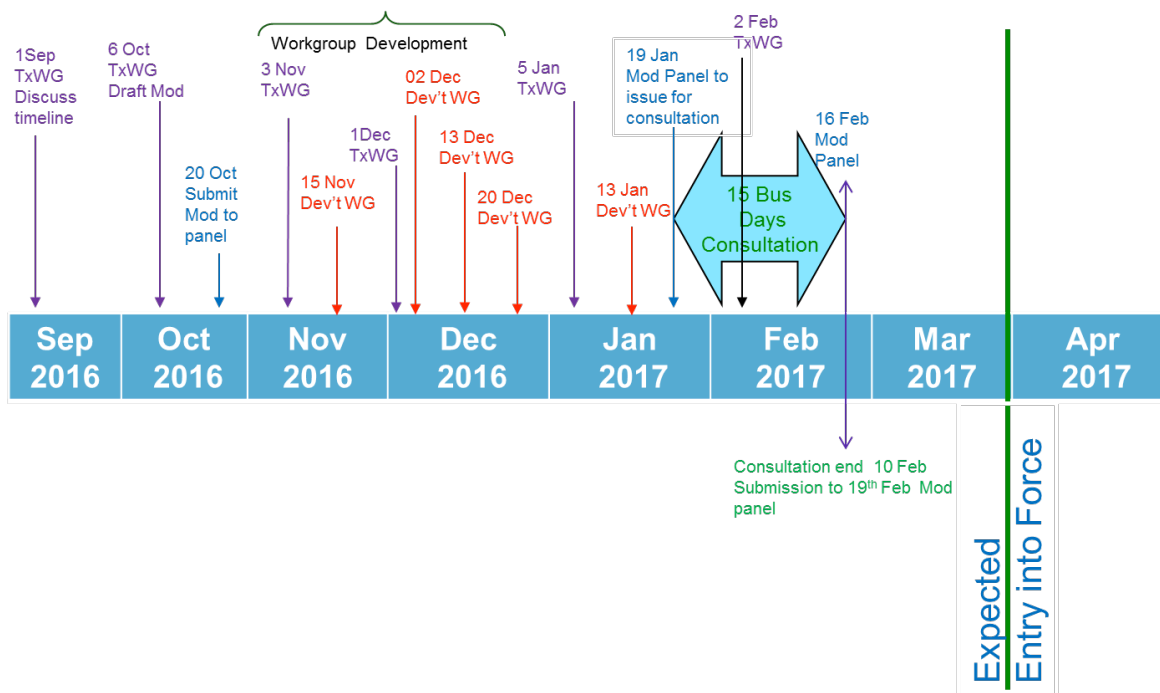 Workgroup Development
1Sep
TxWG
Discuss
timeline
6 Oct
TxWG
Draft Mod
20 Oct
Submit
Mod to
panel
3 Nov
TxWG
15 Nov
Dev't WG
1Dec
TxWG
02 Dec
Dev't WG
13 Dec
Dev't WG
20 Dec
Dev't WG
5 Jan
TxWG
13 Jan
Dev't WG
19 Jan
Mod Panel to
issue for
consultation
2 Feb
TxWG
16 Feb
Mod
Panel
15 Bus
Days
Consultation
Sep
2016
Oct
2016
Nov
2016
Dec
2016
Jan
2017
Feb
2017
Mar
2017
Apr
2017
Consultation end 10 Feb
Submission to 19th Feb Mod
panel
Expected
Entry into Force